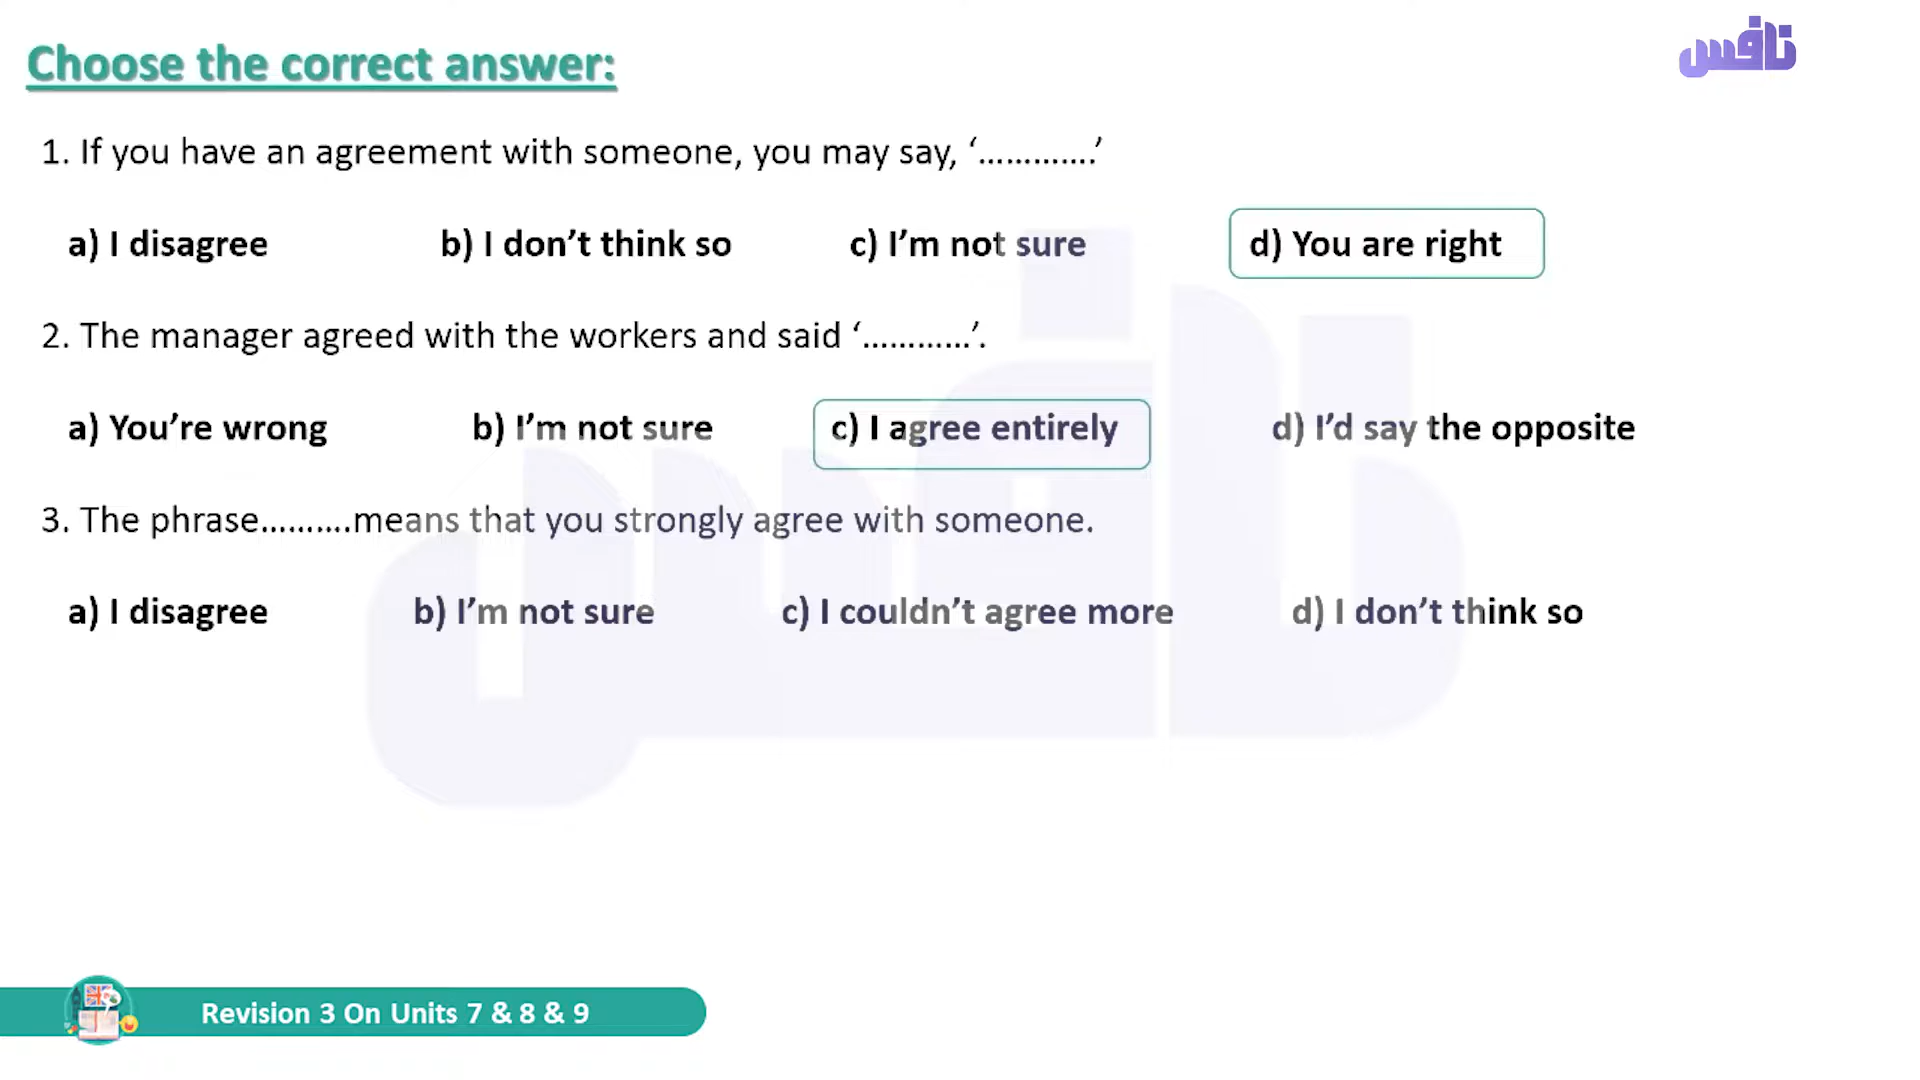 Choose the correct answer:
نافس
1. If you have an agreement with someone, you may say, ‘………….’
a) I disagree b) I don’t think so c) I’m not sure d) You are right
2. The manager agreed with the workers and said ‘…………’.
a) You’re wrong b) I’m not sure c) I agree entirely d) I’d say the opposite
3. The phrase……….means that you strongly agree with someone.
a) I disagree b) I’m not sure c) I couldn’t agree more d) I don’t think so
نافس
Revision 3 On Units 7 & 8 & 9